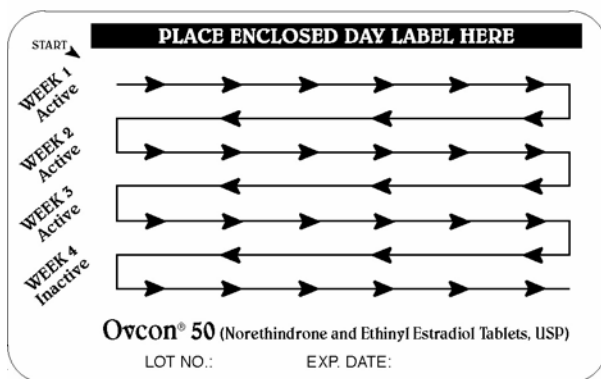 PLACE ENCLOSED DAY LABEL HERE
START
WEEK 1
Active
WEEK 2
Active
WEEK 3
Active
WEEK 4
Inactive
Ovcon® 50 (Norethindrone and Ethinyl Estradiol Tablets, USP)
LOT NO.: EXP. DATE: